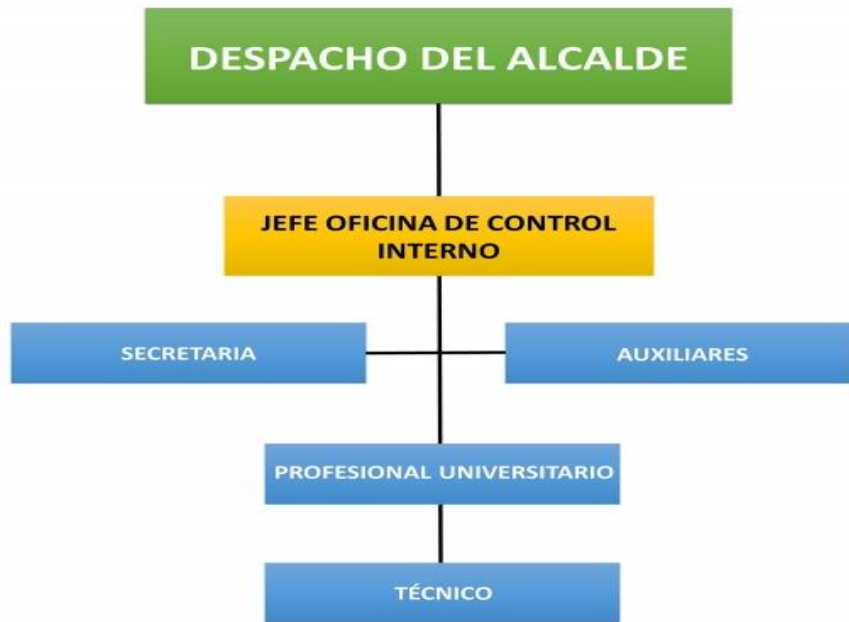 DESPACHO DEL ALCALDE
JEFE OFICINA DE CONTROL
INTERNO
SECRETARIA
AUXILIARES
PROFESIONAL UNIVERSITARIO
TÉCNICO